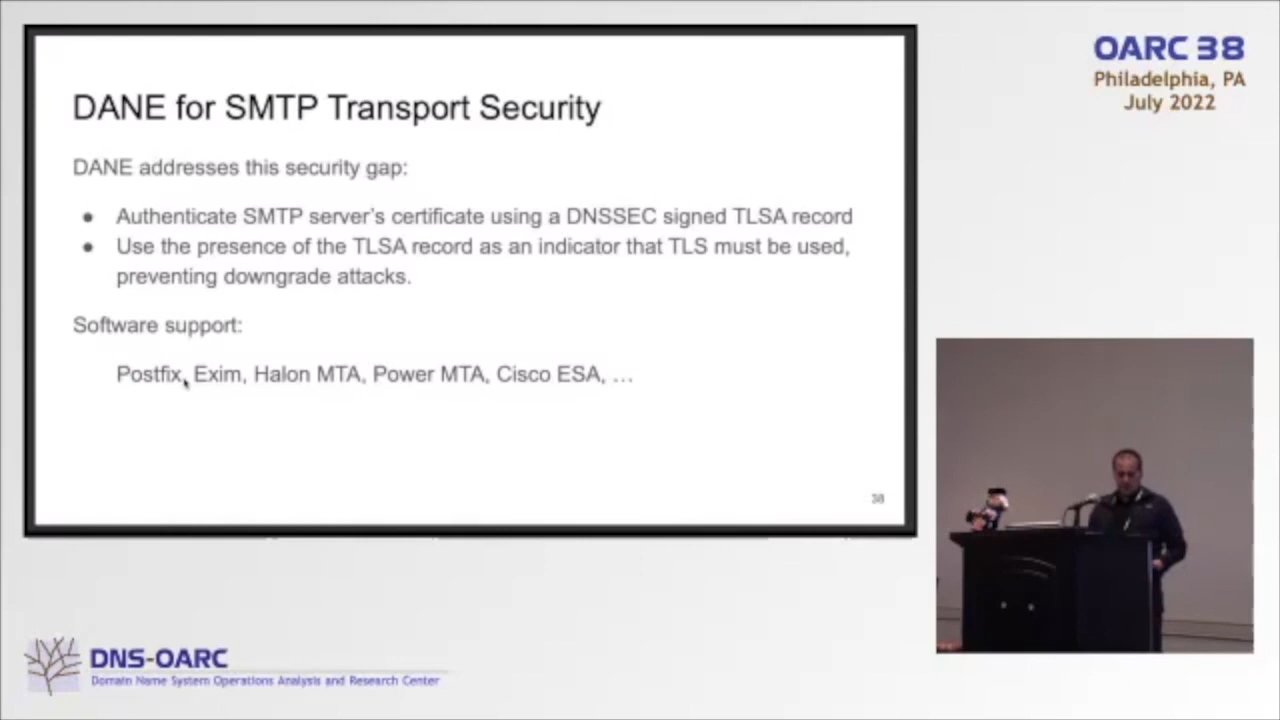 DANE for SMTP Transport Security
DANE addresses this security gap:
● Authenticate SMTP server's certificate using a DNSSEC signed TLSA record
● Use the presence of the TLSA record as an indicator that TLS must be used,
preventing downgrade attacks.
Software support:
Postfix, Exim, Halon MTA, Power MTA, Cisco ESA, …
38
OARC 38
Philadelphia, PA
July 2022
DNS-OARC
Domain Name System Operations Analysis and Research Center